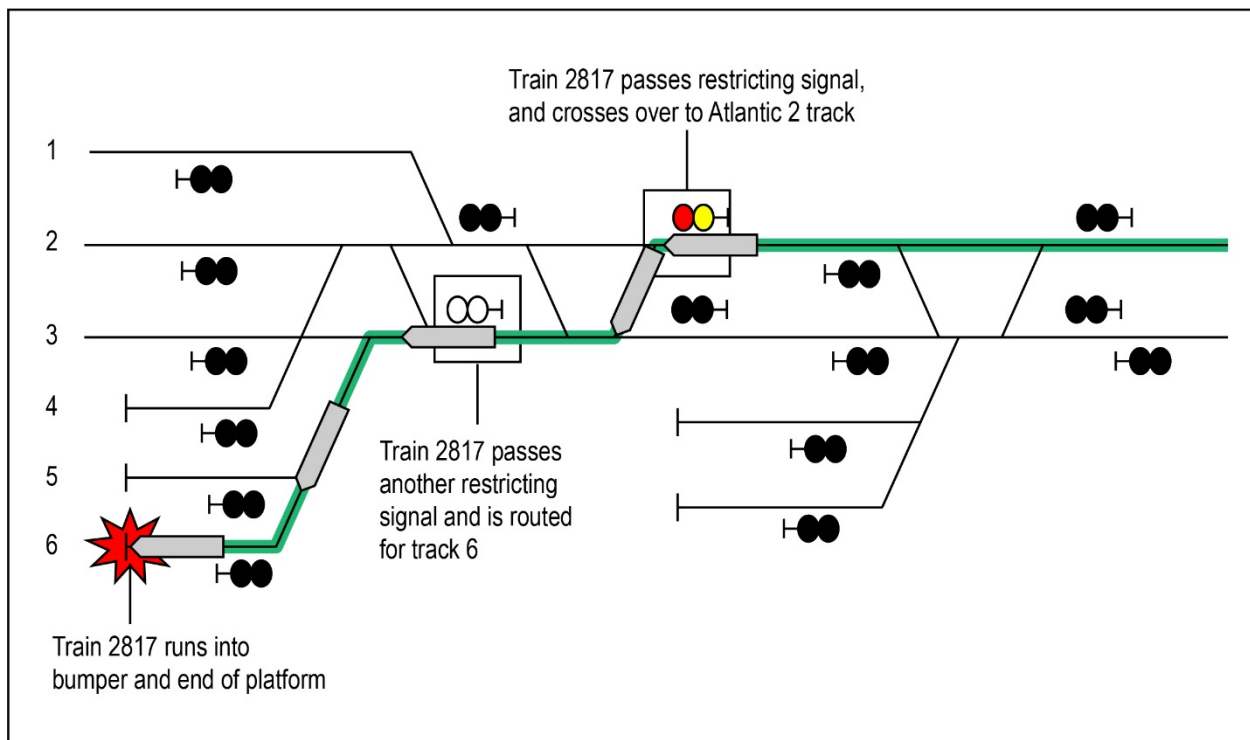 Train 2817 passes restricting signal,
and crosses over to Atlantic 2 track
1
2
3
4
5
6
Train 2817 passes
another restricting
signal and is routed
for track 6
Train 2817 runs into
bumper and end of platform